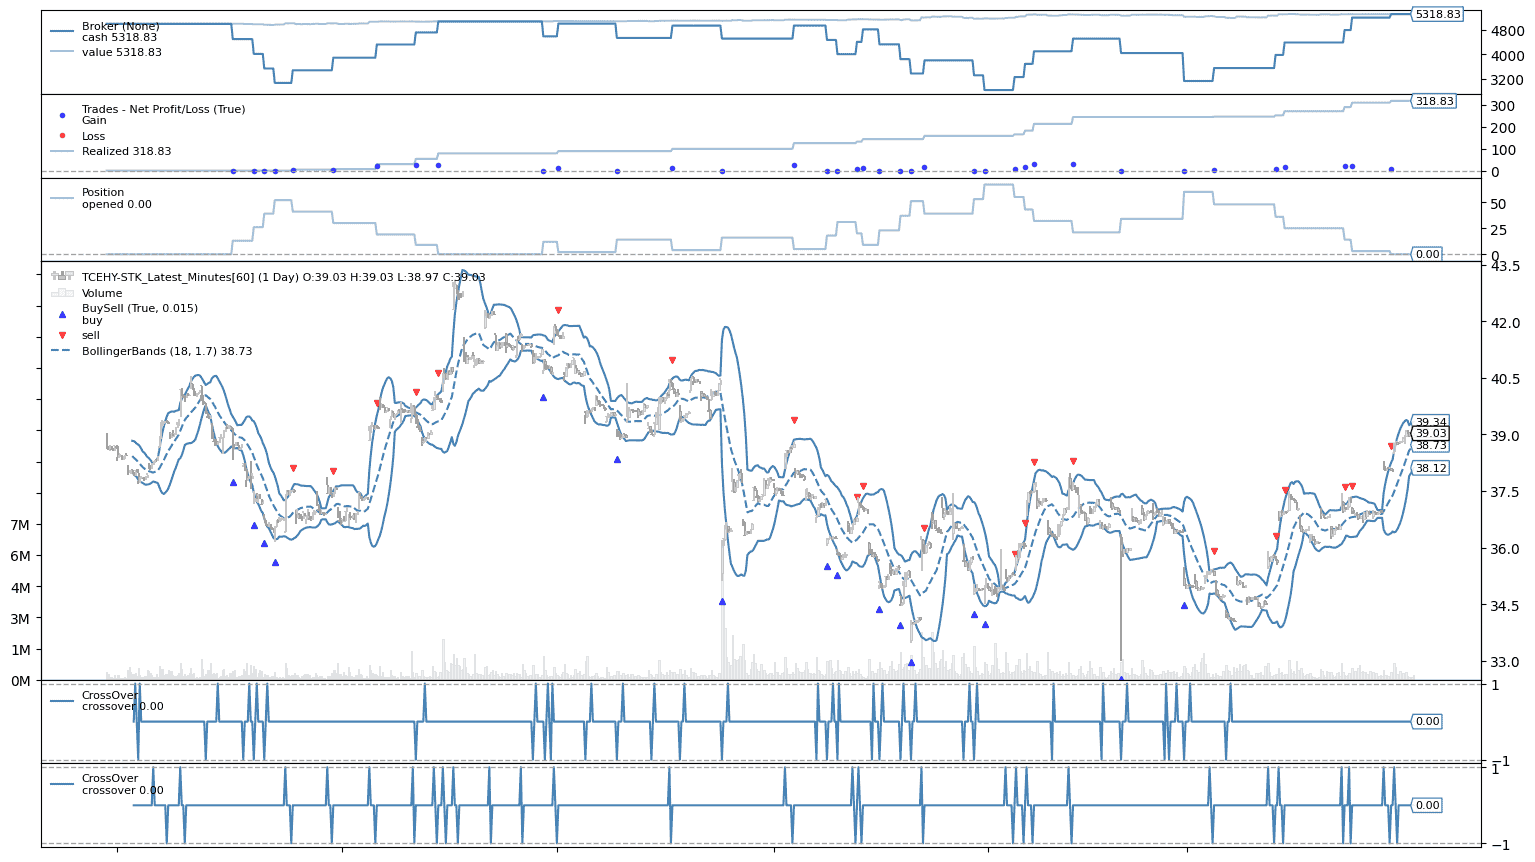 Broker (None)
cash 5318.83
value 5318.83
5318.83
4800
4000
3200
Trades - Net Profit/Loss (True)
Gain
Loss
Realized 318.83
318.83
300
200
100
0
Position
opened 0.00
50
25
0
0.00
TCEHY-STK_Latest_Minutes[60] (1 Day) O:39.03 H:39.03 L:38.97 C:39.03
Volume
BuySell (True, 0.015)
buy
sell
BollingerBands (18, 1.7) 38.73
43.5
42.0
40.5
39.0
37.5
36.0
34.5
33.0
39.34
39.03
38.73
38.12
7M
6M
4M
3M
1M
0M
CrossOver
crossover 0.00
1
0.00
−1
CrossOver
crossover 0.00
1
0.00
−1